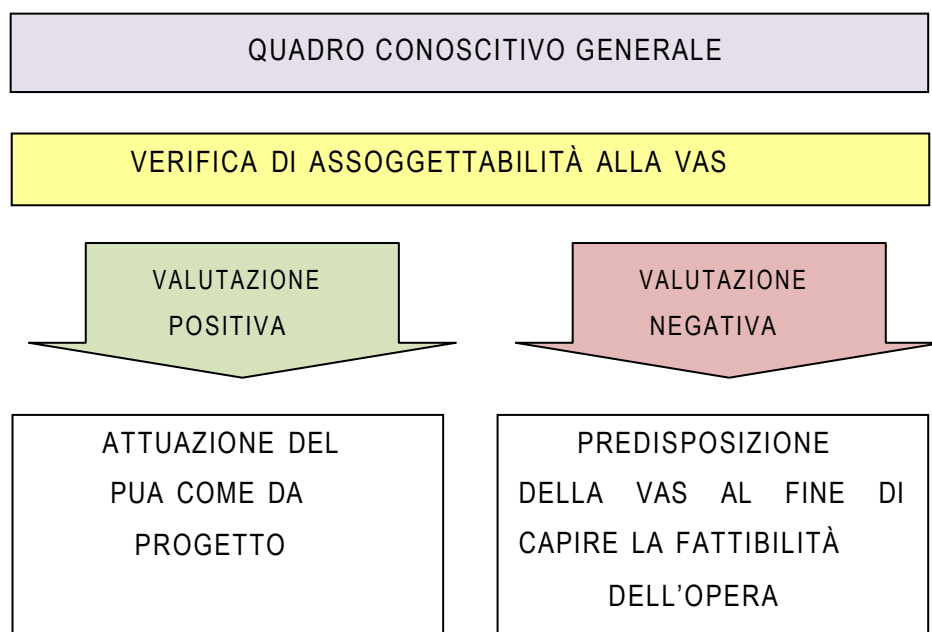 QUADRO CONOSCITIVO GENERALE
VERIFICA DI ASSOGGETTABILITÀ ALLA VAS
VALUTAZIONE
POSITIVA
VALUTAZIONE
NEGATIVA
ATTUAZIONE DEL
PUA COME DA
PROGETTO
PREDISPOSIZIONE
DELLA VAS AL FINE DI
CAPIRE LA FATTIBILITÀ
DELL'OPERA